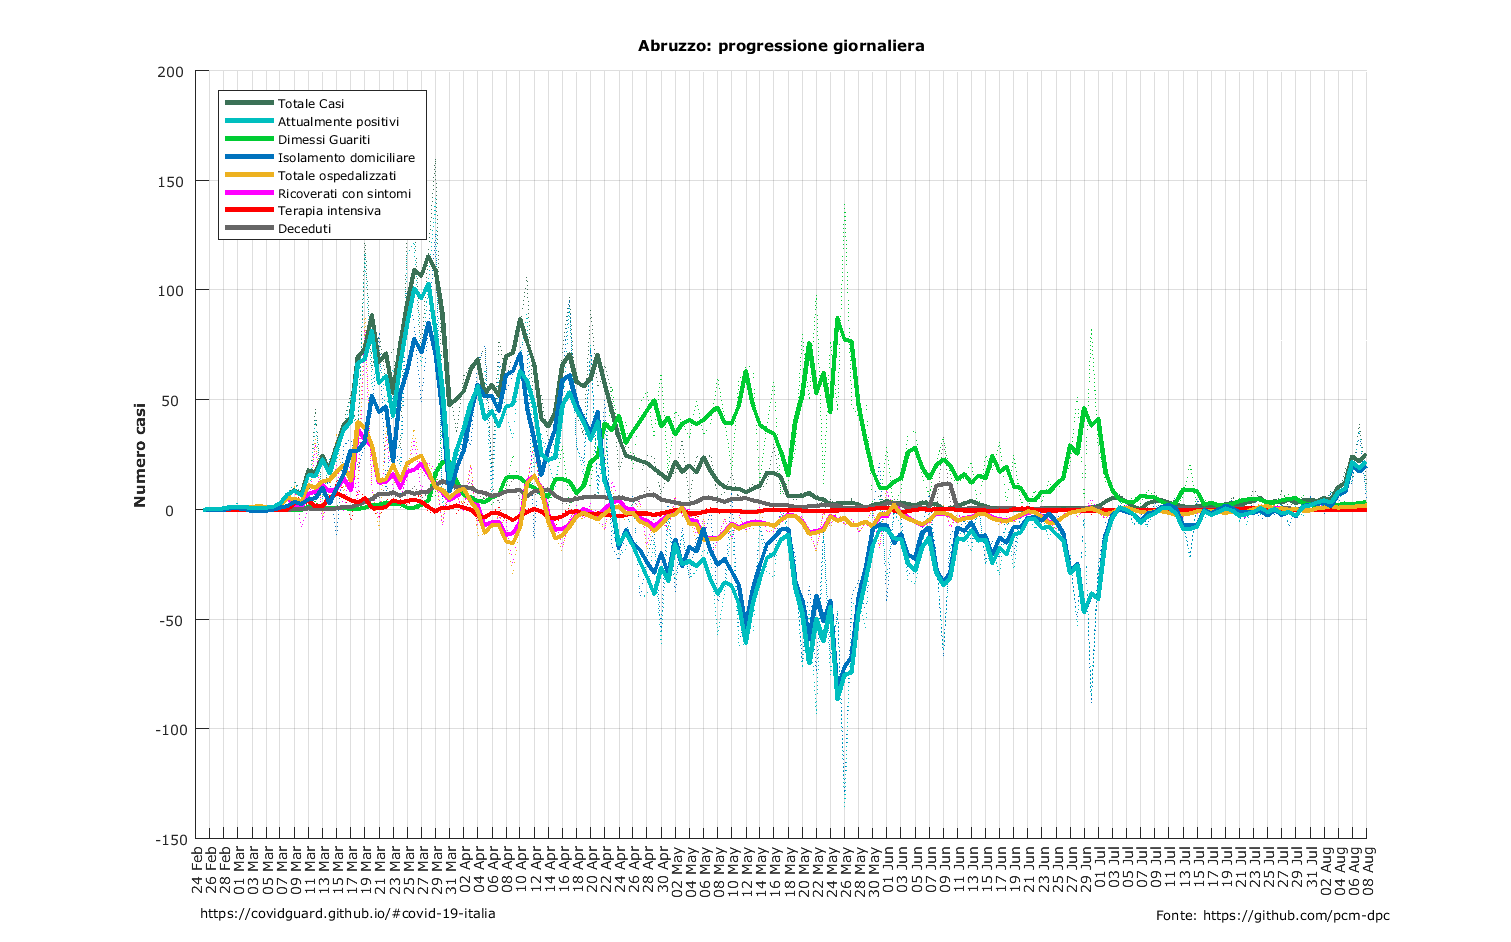 Abruzzo: progressione giornaliera
200
150
100
50
0
-50
-100
-150
Numero casi
Totale Casi
Attualmente positivi
Dimessi Guariti
Isolamento domiciliare
Totale ospedalizzati
Ricoverati con sintomi
Terapia intensiva
Deceduti
24 Feb
26 Feb
28 Feb
01 Mar
03 Mar
05 Mar
07 Mar
09 Mar
11 Mar
13 Mar
15 Mar
17 Mar
19 Mar
21 Mar
23 Mar
25 Mar
27 Mar
29 Mar
31 Mar
02 Apr
04 Apr
06 Apr
08 Apr
10 Apr
12 Apr
14 Apr
16 Apr
18 Apr
20 Apr
22 Apr
24 Apr
26 Apr
28 Apr
30 Apr
02 May
04 May
06 May
08 May
10 May
12 May
14 May
16 May
18 May
20 May
22 May
24 May
26 May
28 May
30 May
01 Jun
03 Jun
05 Jun
07 Jun
09 Jun
11 Jun
13 Jun
15 Jun
17 Jun
19 Jun
21 Jun
23 Jun
25 Jun
27 Jun
29 Jun
01 Jul
03 Jul
05 Jul
07 Jul
09 Jul
11 Jul
13 Jul
15 Jul
17 Jul
19 Jul
21 Jul
23 Jul
25 Jul
27 Jul
29 Jul
31 Jul
02 Aug
04 Aug
06 Aug
08 Aug
https://covidguard.github.io/#covid-19-italia
Fonte: https://github.com/pcm-dpc